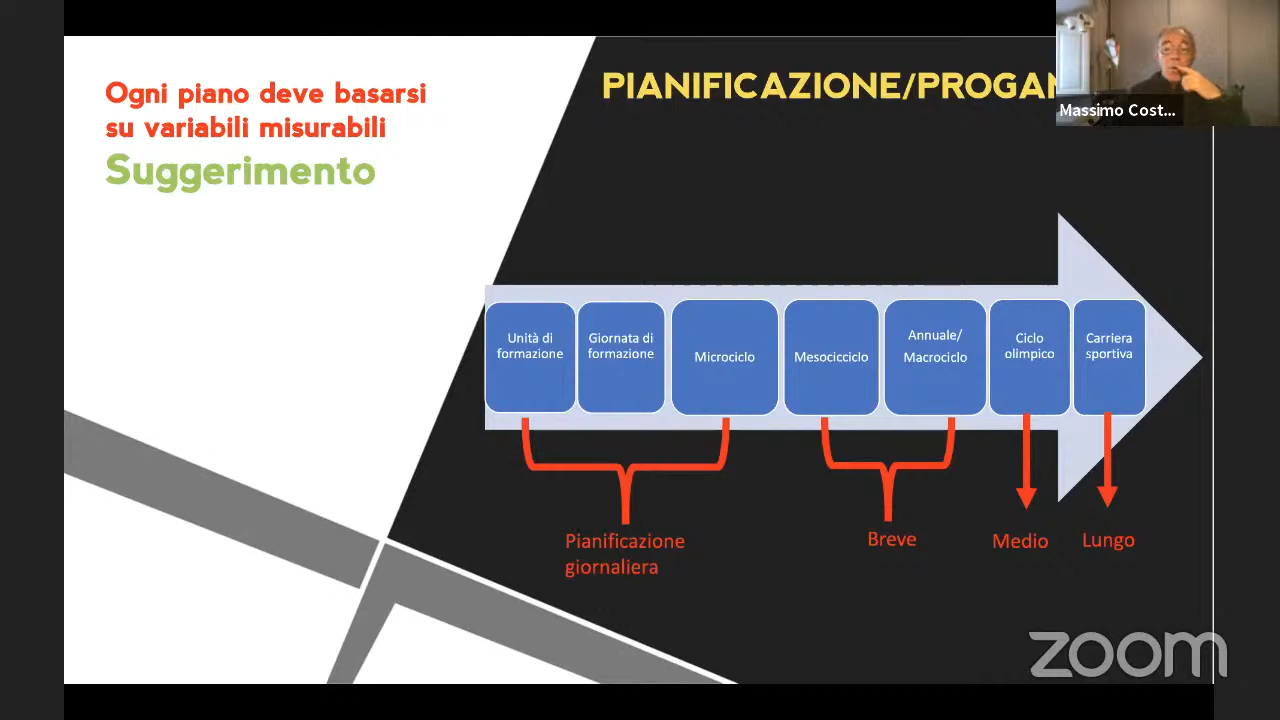 Ogni piano deve basarsi
su variabili misurabili
Suggerimento
PIANIFICAZIONE/PROGAM
Massimo Cost...
Unità di
formazione
Giornata di
formazione
Microciclo
Mesocicciclo
Annuale/
Macrociclo
Ciclo
olimpico
Carriera
sportiva
Pianificazione
giornaliera
Breve
Medio
Lungo
zoom